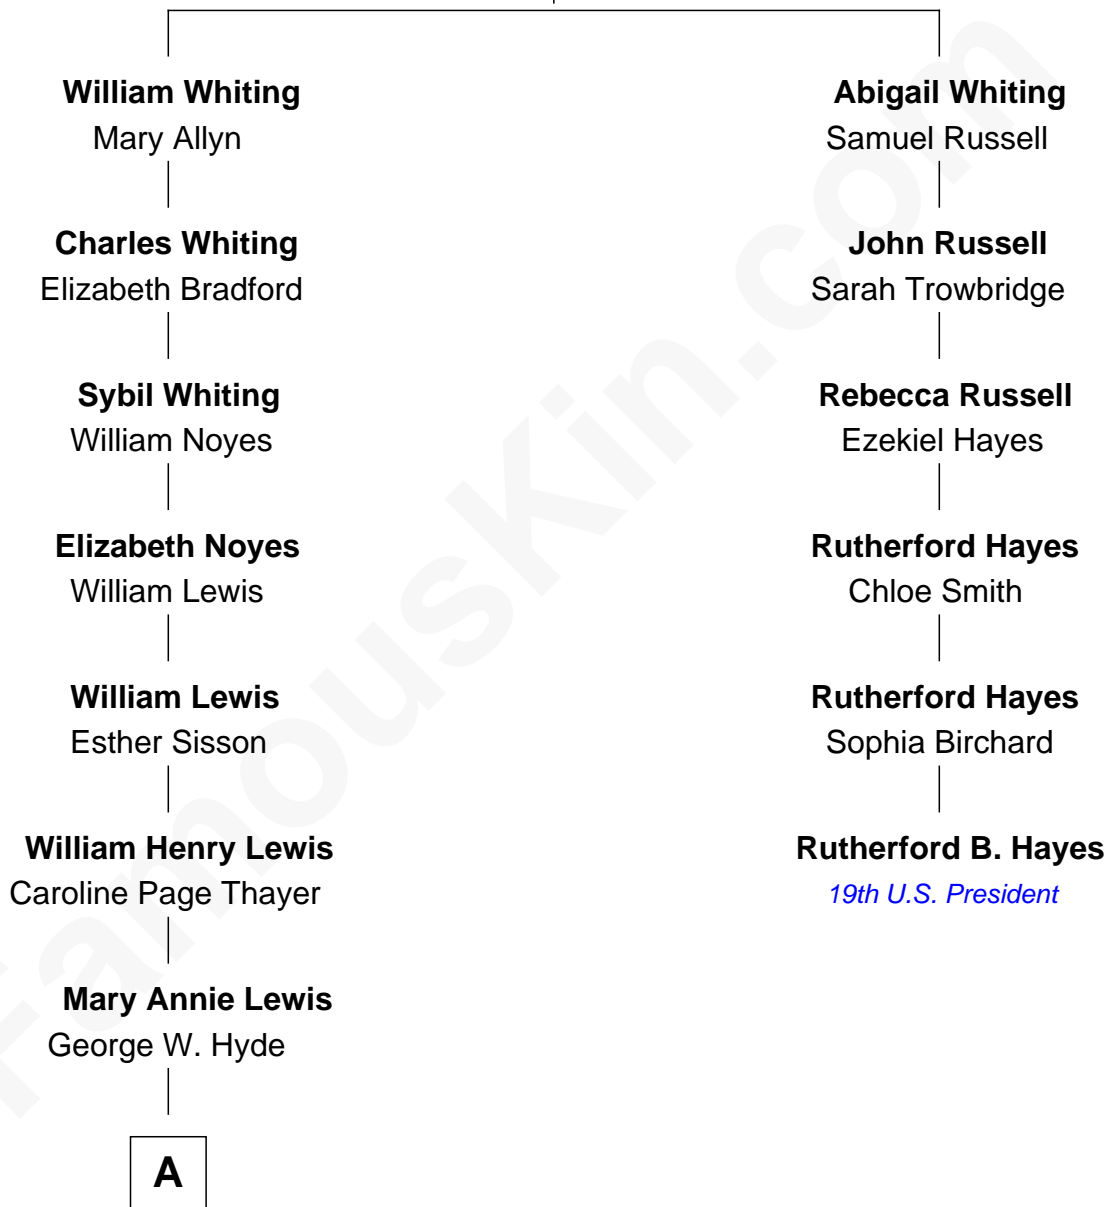 William Whiting
Mary Allyn
Charles Whiting
Elizabeth Bradford
Sybil Whiting
William Noyes
Elizabeth Noyes
William Lewis
William Lewis
Esther Sisson
William Henry Lewis
Caroline Page Thayer
Mary Annie Lewis
George W. Hyde
A
Abigail Whiting
Samuel Russell
John Russell
Sarah Trowbridge
Rebecca Russell
Ezekiel Hayes
Rutherford Hayes
Chloe Smith
Rutherford Hayes
Sophia Birchard
Rutherford B. Hayes
19th U.S. President
FamousKin.com